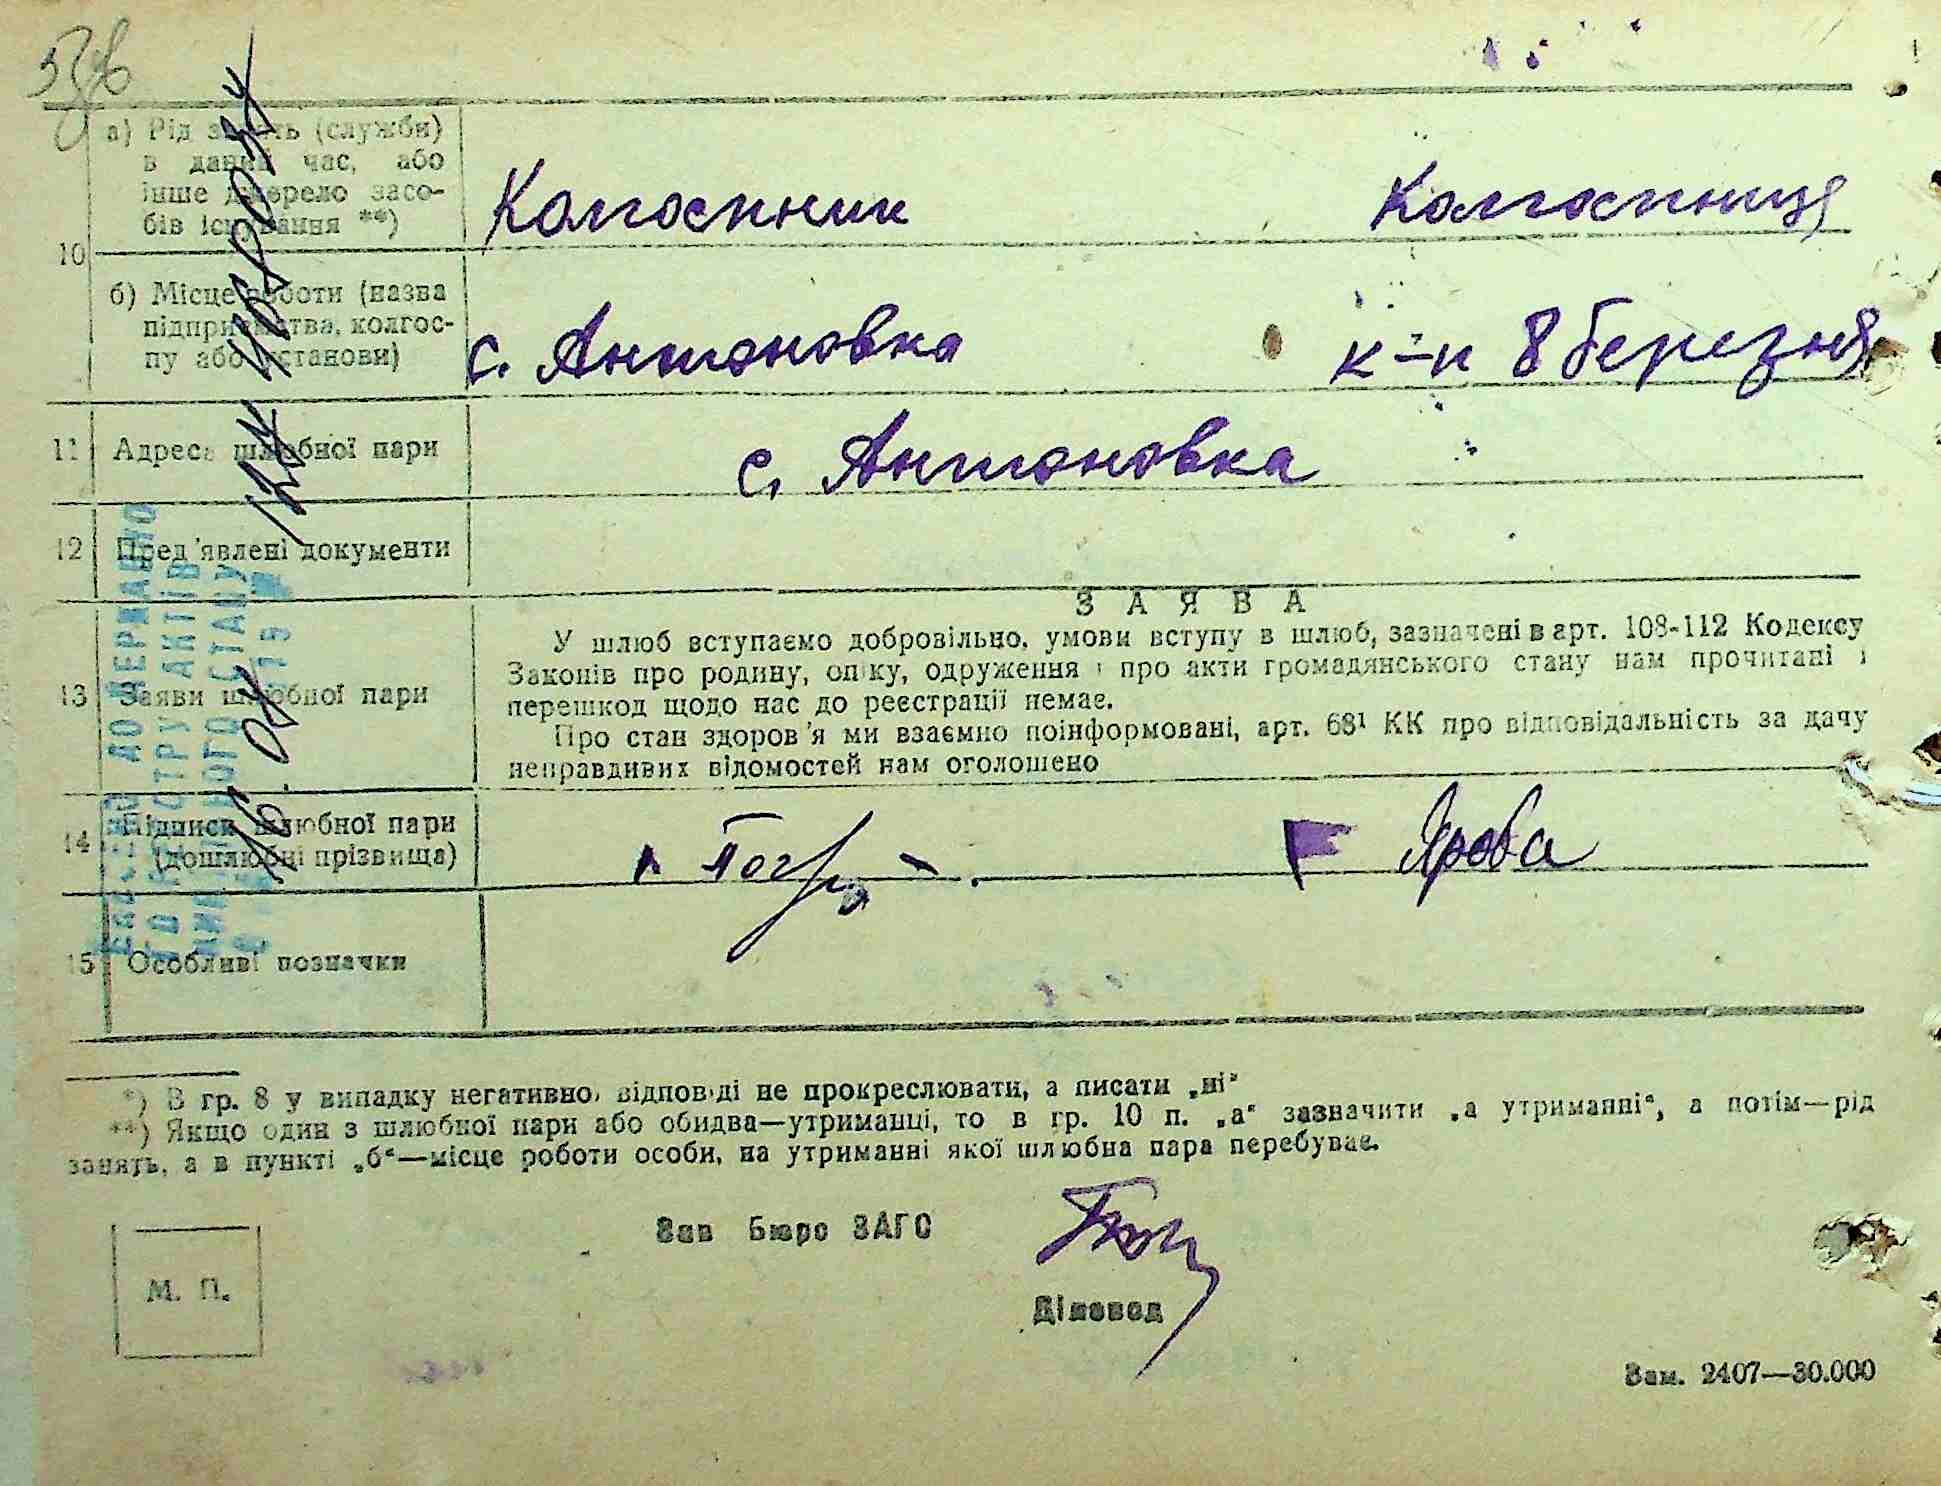 10
а) Рід занять (служби)
в даний час, або
інше джерело засо-
бів існування **)
Колгоспник Колгоспниця
б) Місце роботи (назва
підприємства, колгос-
пу або установи)
с. Антоновка к-п 8 березня
11 Адреса шлюбної пари
с. Антоновка
12 Пред'явлені документи
13 Заяви шлюбної пари
ЗАЯВА
У шлюб вступаємо добровільно, умови вступу в шлюб, зазначені в арт. 108-112 Кодексу
Законів про родину, опіку, одруження і про акти громадянського стану нам прочитані і
перешкод щодо нас до реєстрації немає.
Про стан здоров'я ми взаємно поінформовані, арт. 68¹ КК про відповідальність за дачу
неправдивих відомостей нам оголошено
14 Підписи шлюбної пари
(дошлюбні прізвища)
Ярова
15 Особливі позначки
*) В гр. 8 у випадку негативної відповіді не прокреслювати, а писати „ні“
**) Якщо один з шлюбної пари або обидва—утриманці, то в гр. 10 п. „а“ зазначити „а утриманні“, а потім—рід
занять, а в пункті „б“—місце роботи особи, на утриманні якої шлюбна пара перебуває.
Зав Бюро ЗАГС
Діловод
М. П.
Зам. 2407—30.000